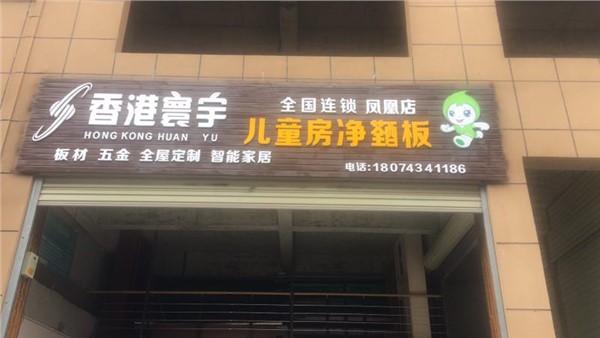 香港寰宇
HONG KONG HUAN YU
板材 五金 全屋定制 智能家居
全国连锁 凤凰店
儿童房净板
电话:18074341186